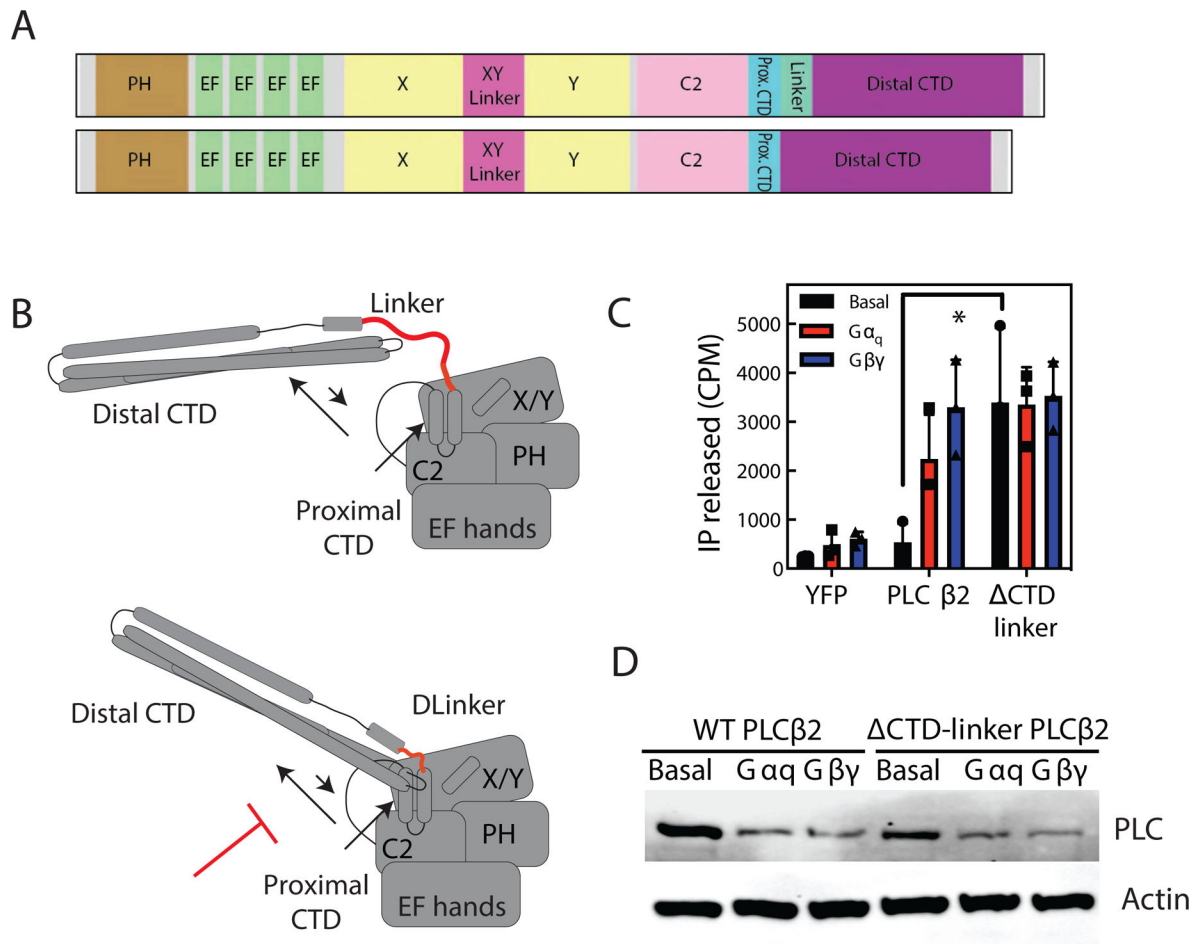 A
PH EF EF EF EF X XY Linker Y C2 Prox.CTD Linker Distal CTD
PH EF EF EF EF X XY Linker Y C2 Prox.CTD Distal CTD
B
Linker
Distal CTD
X/Y
C2
PH
Proximal
CTD
EF hands
Distal CTD
DLinker
X/Y
C2
PH
Proximal
CTD
EF hands
C
Basal
G αq
G βγ
*
IP released (CPM)
5000
4000
3000
2000
1000
0
YFP PLC β2 ΔCTD
linker
D
WT PLCβ2 ΔCTD-linker PLCβ2
Basal G αq G βγ Basal G αq G βγ
PLC
Actin